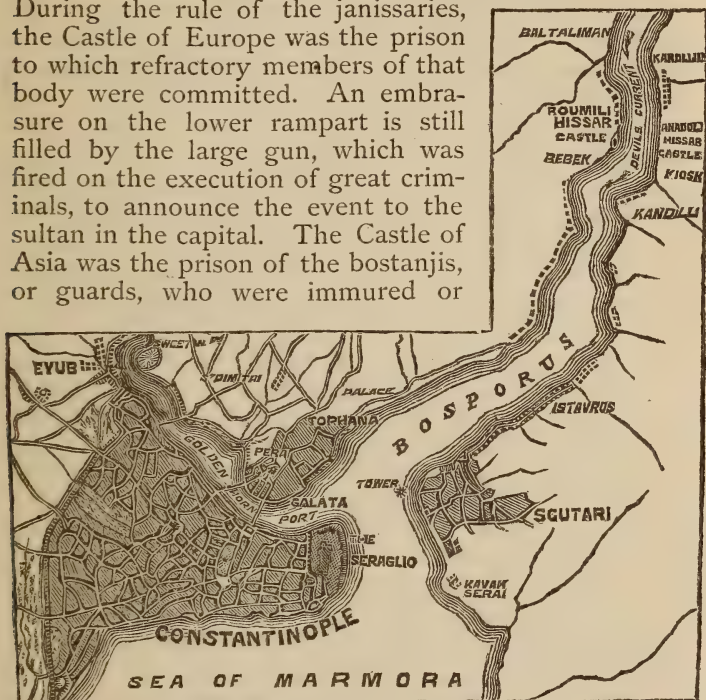 During the rule of the janissaries,
the Castle of Europe was the prison
to which refractory members of that
body were committed. An embra-
sure on the lower rampart is still
filled by the large gun, which was
fired on the execution of great crim-
inals, to announce the event to the
sultan in the capital. The Castle of
Asia was the prison of the bostanjis,
or guards, who were immured or
BALTALIMAN
KANDLIJIE
DEVILS CURRENT
ROUMILI
HISSAR
CASTLE
ANADOLI
HISSAR
CASTLE
BEBEK
KIOSK
KANDILLI
EYUB
SWEET W.
DIMITRI
PALACE
TOPHANA
BOSPORUS
ISTAVROS
PERA
GOLDEN HORN
TOWER
GALATA
PORT
SCUTARI
THE
SERAGLIO
KAVAK
SERAI
CONSTANTINOPLE
SEA OF MARMORA